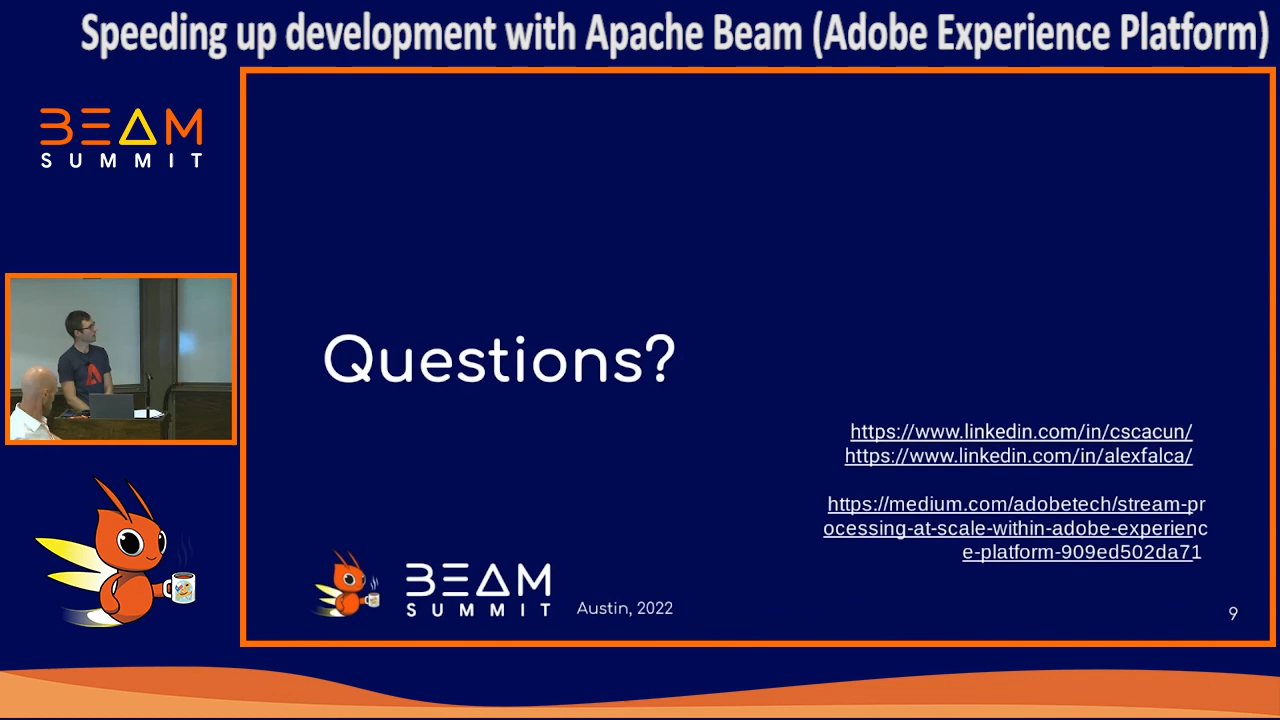 Speeding up development with Apache Beam (Adobe Experience Platform)
BEAM
SUMMIT
Questions?
https://www.linkedin.com/in/cscacun/
https://www.linkedin.com/in/alexfalca/
https://medium.com/adobetech/stream-pr
ocessing-at-scale-within-adobe-experienc
e-platform-909ed502da71
BEAM
SUMMIT
Austin, 2022
9